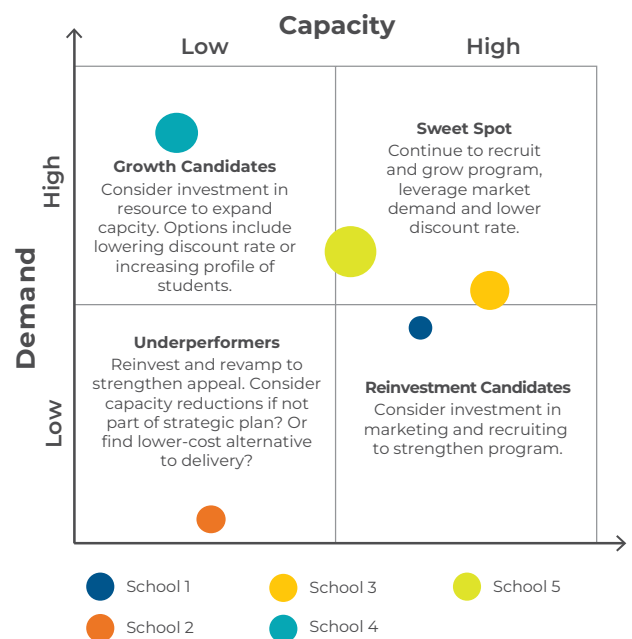 Capacity
Low
High
Demand
High
Low
Growth Candidates
Consider investment in
resource to expand
capcity. Options include
lowering discount rate or
increasing profile of
students.
Sweet Spot
Continue to recruit
and grow program,
leverage market
demand and lower
discount rate.
Underperformers
Reinvest and revamp to
strengthen appeal. Consider
capacity reductions if not
part of strategic plan? Or
find lower-cost alternative
to delivery?
Reinvestment Candidates
Consider investment in
marketing and recruiting
to strengthen program.
School 1
School 3
School 5
School 2
School 4